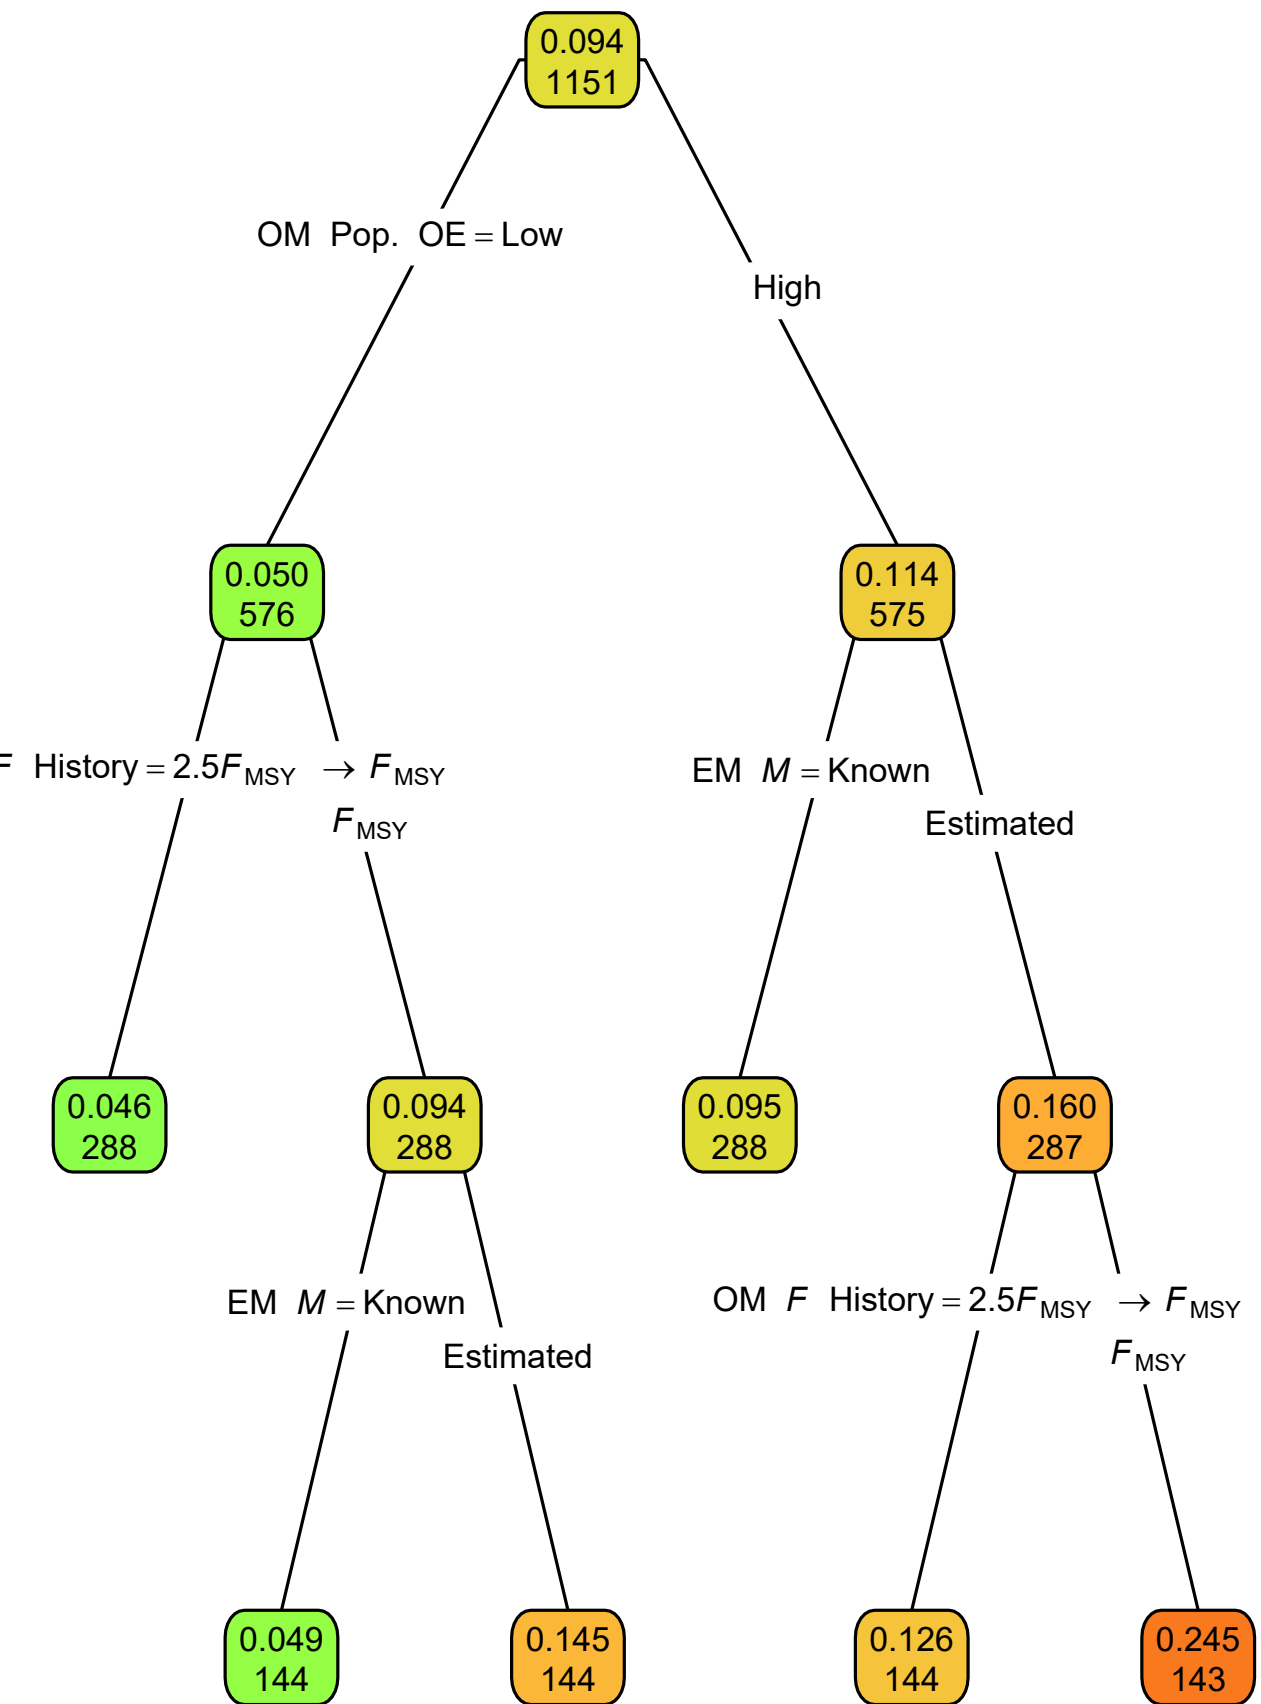 0.094
1151
OM Pop. OE = Low
High
0.050
576
0.114
575
F History = 2.5F MSY → F MSY
F MSY
EM M = Known
Estimated
0.046
288
0.094
288
0.095
288
0.160
287
EM M = Known
Estimated
OM F History = 2.5F MSY → F MSY
F MSY
0.049
144
0.145
144
0.126
144
0.245
143